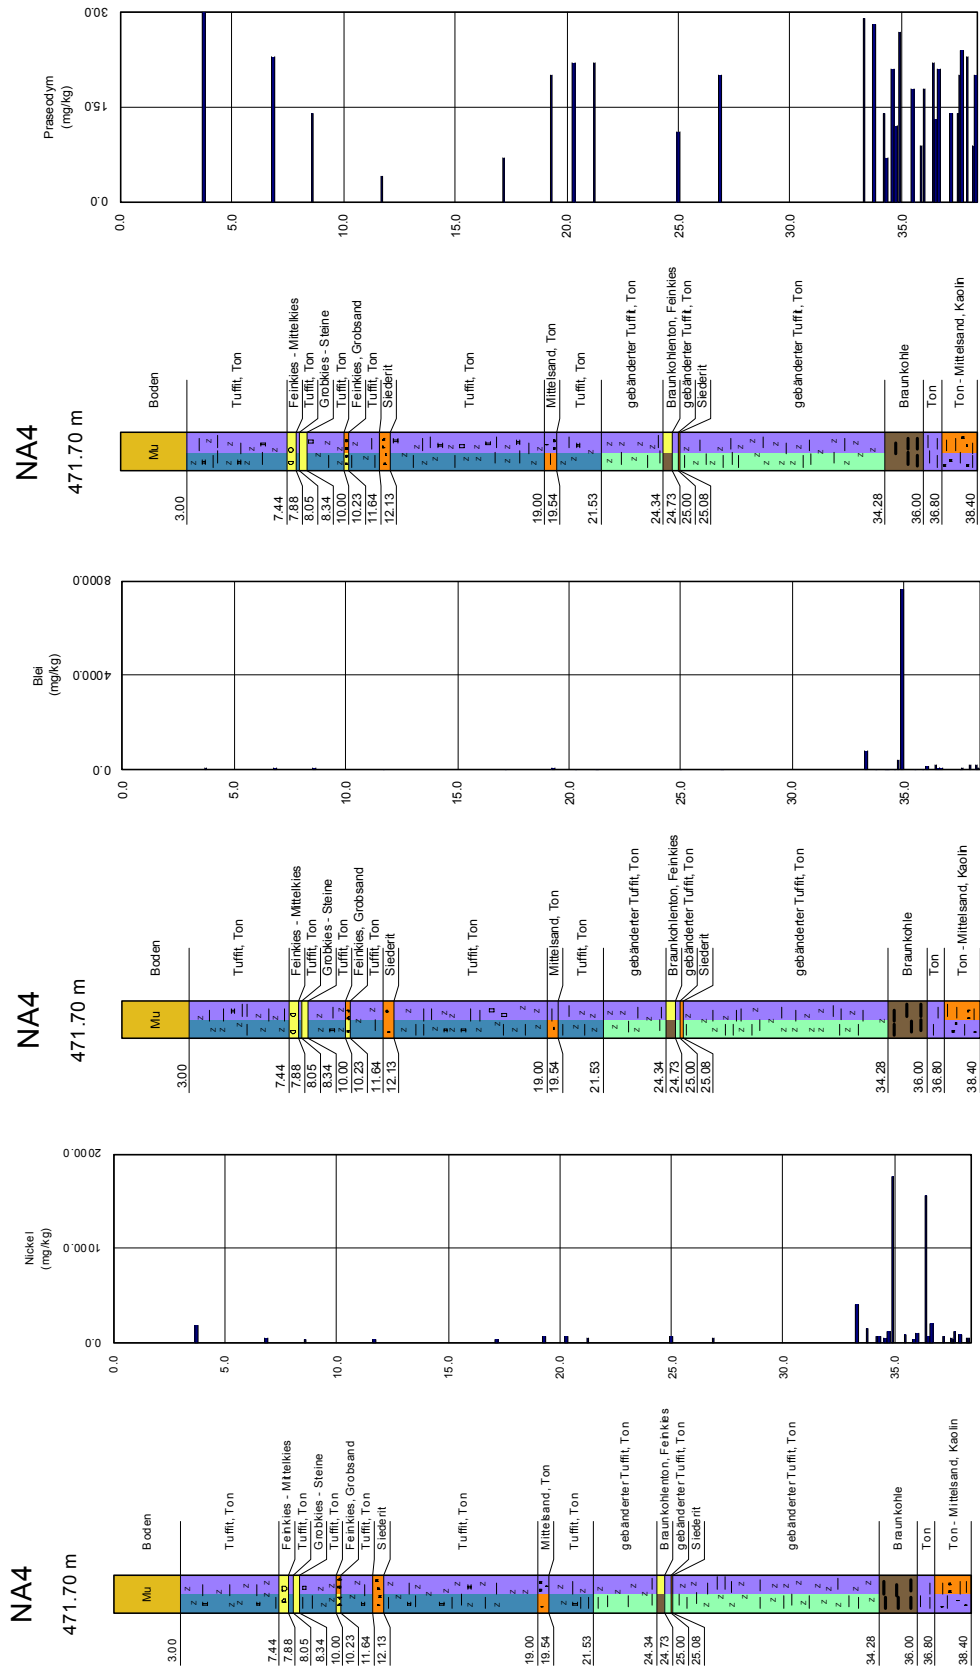 NA4
471.70 m
Mu
Boden
Tuffit, Ton
Feinkies - Mittelkies
Tuffit, Ton
Grobkies - Steine
Tuffit, Ton
Feinkies, Grobsand
Tuffit, Ton
Siederit
Tuffit, Ton
Mittelsand, Ton
Tuffit, Ton
gebänderter Tuffit, Ton
Braunkohlenton, Feinkies
gebänderter Tuffit, Ton
Siederit
gebänderter Tuffit, Ton
Braunkohle
Ton
Ton - Mittelsand, Kaolin
3.00
7.44
7.88
8.05
8.34
10.00
10.23
11.64
12.13
19.00
19.54
21.53
24.34
24.73
25.00
25.08
34.28
36.00
36.80
38.40
Nickel
(mg/kg)
0.0
1000.0
2000.0
0.0
5.0
10.0
15.0
20.0
25.0
30.0
35.0
NA4
471.70 m
Mu
Boden
Tuffit, Ton
Feinkies - Mittelkies
Tuffit, Ton
Grobkies - Steine
Tuffit, Ton
Feinkies, Grobsand
Tuffit, Ton
Siederit
Tuffit, Ton
Mittelsand, Ton
Tuffit, Ton
gebänderter Tuffit, Ton
Braunkohlenton, Feinkies
gebänderter Tuffit, Ton
Siederit
gebänderter Tuffit, Ton
Braunkohle
Ton
Ton - Mittelsand, Kaolin
3.00
7.44
7.88
8.05
8.34
10.00
10.23
11.64
12.13
19.00
19.54
21.53
24.34
24.73
25.00
25.08
34.28
36.00
36.80
38.40
Blei
(mg/kg)
0.0
4000.0
8000.0
0.0
5.0
10.0
15.0
20.0
25.0
30.0
35.0
NA4
471.70 m
Mu
Boden
Tuffit, Ton
Feinkies - Mittelkies
Tuffit, Ton
Grobkies - Steine
Tuffit, Ton
Feinkies, Grobsand
Tuffit, Ton
Siederit
Tuffit, Ton
Mittelsand, Ton
Tuffit, Ton
gebänderter Tuffit, Ton
Braunkohlenton, Feinkies
gebänderter Tuffit, Ton
Siederit
gebänderter Tuffit, Ton
Braunkohle
Ton
Ton - Mittelsand, Kaolin
3.00
7.44
7.88
8.05
8.34
10.00
10.23
11.64
12.13
19.00
19.54
21.53
24.34
24.73
25.00
25.08
34.28
36.00
36.80
38.40
Praseodym
(mg/kg)
0.0
15.0
30.0
0.0
5.0
10.0
15.0
20.0
25.0
30.0
35.0